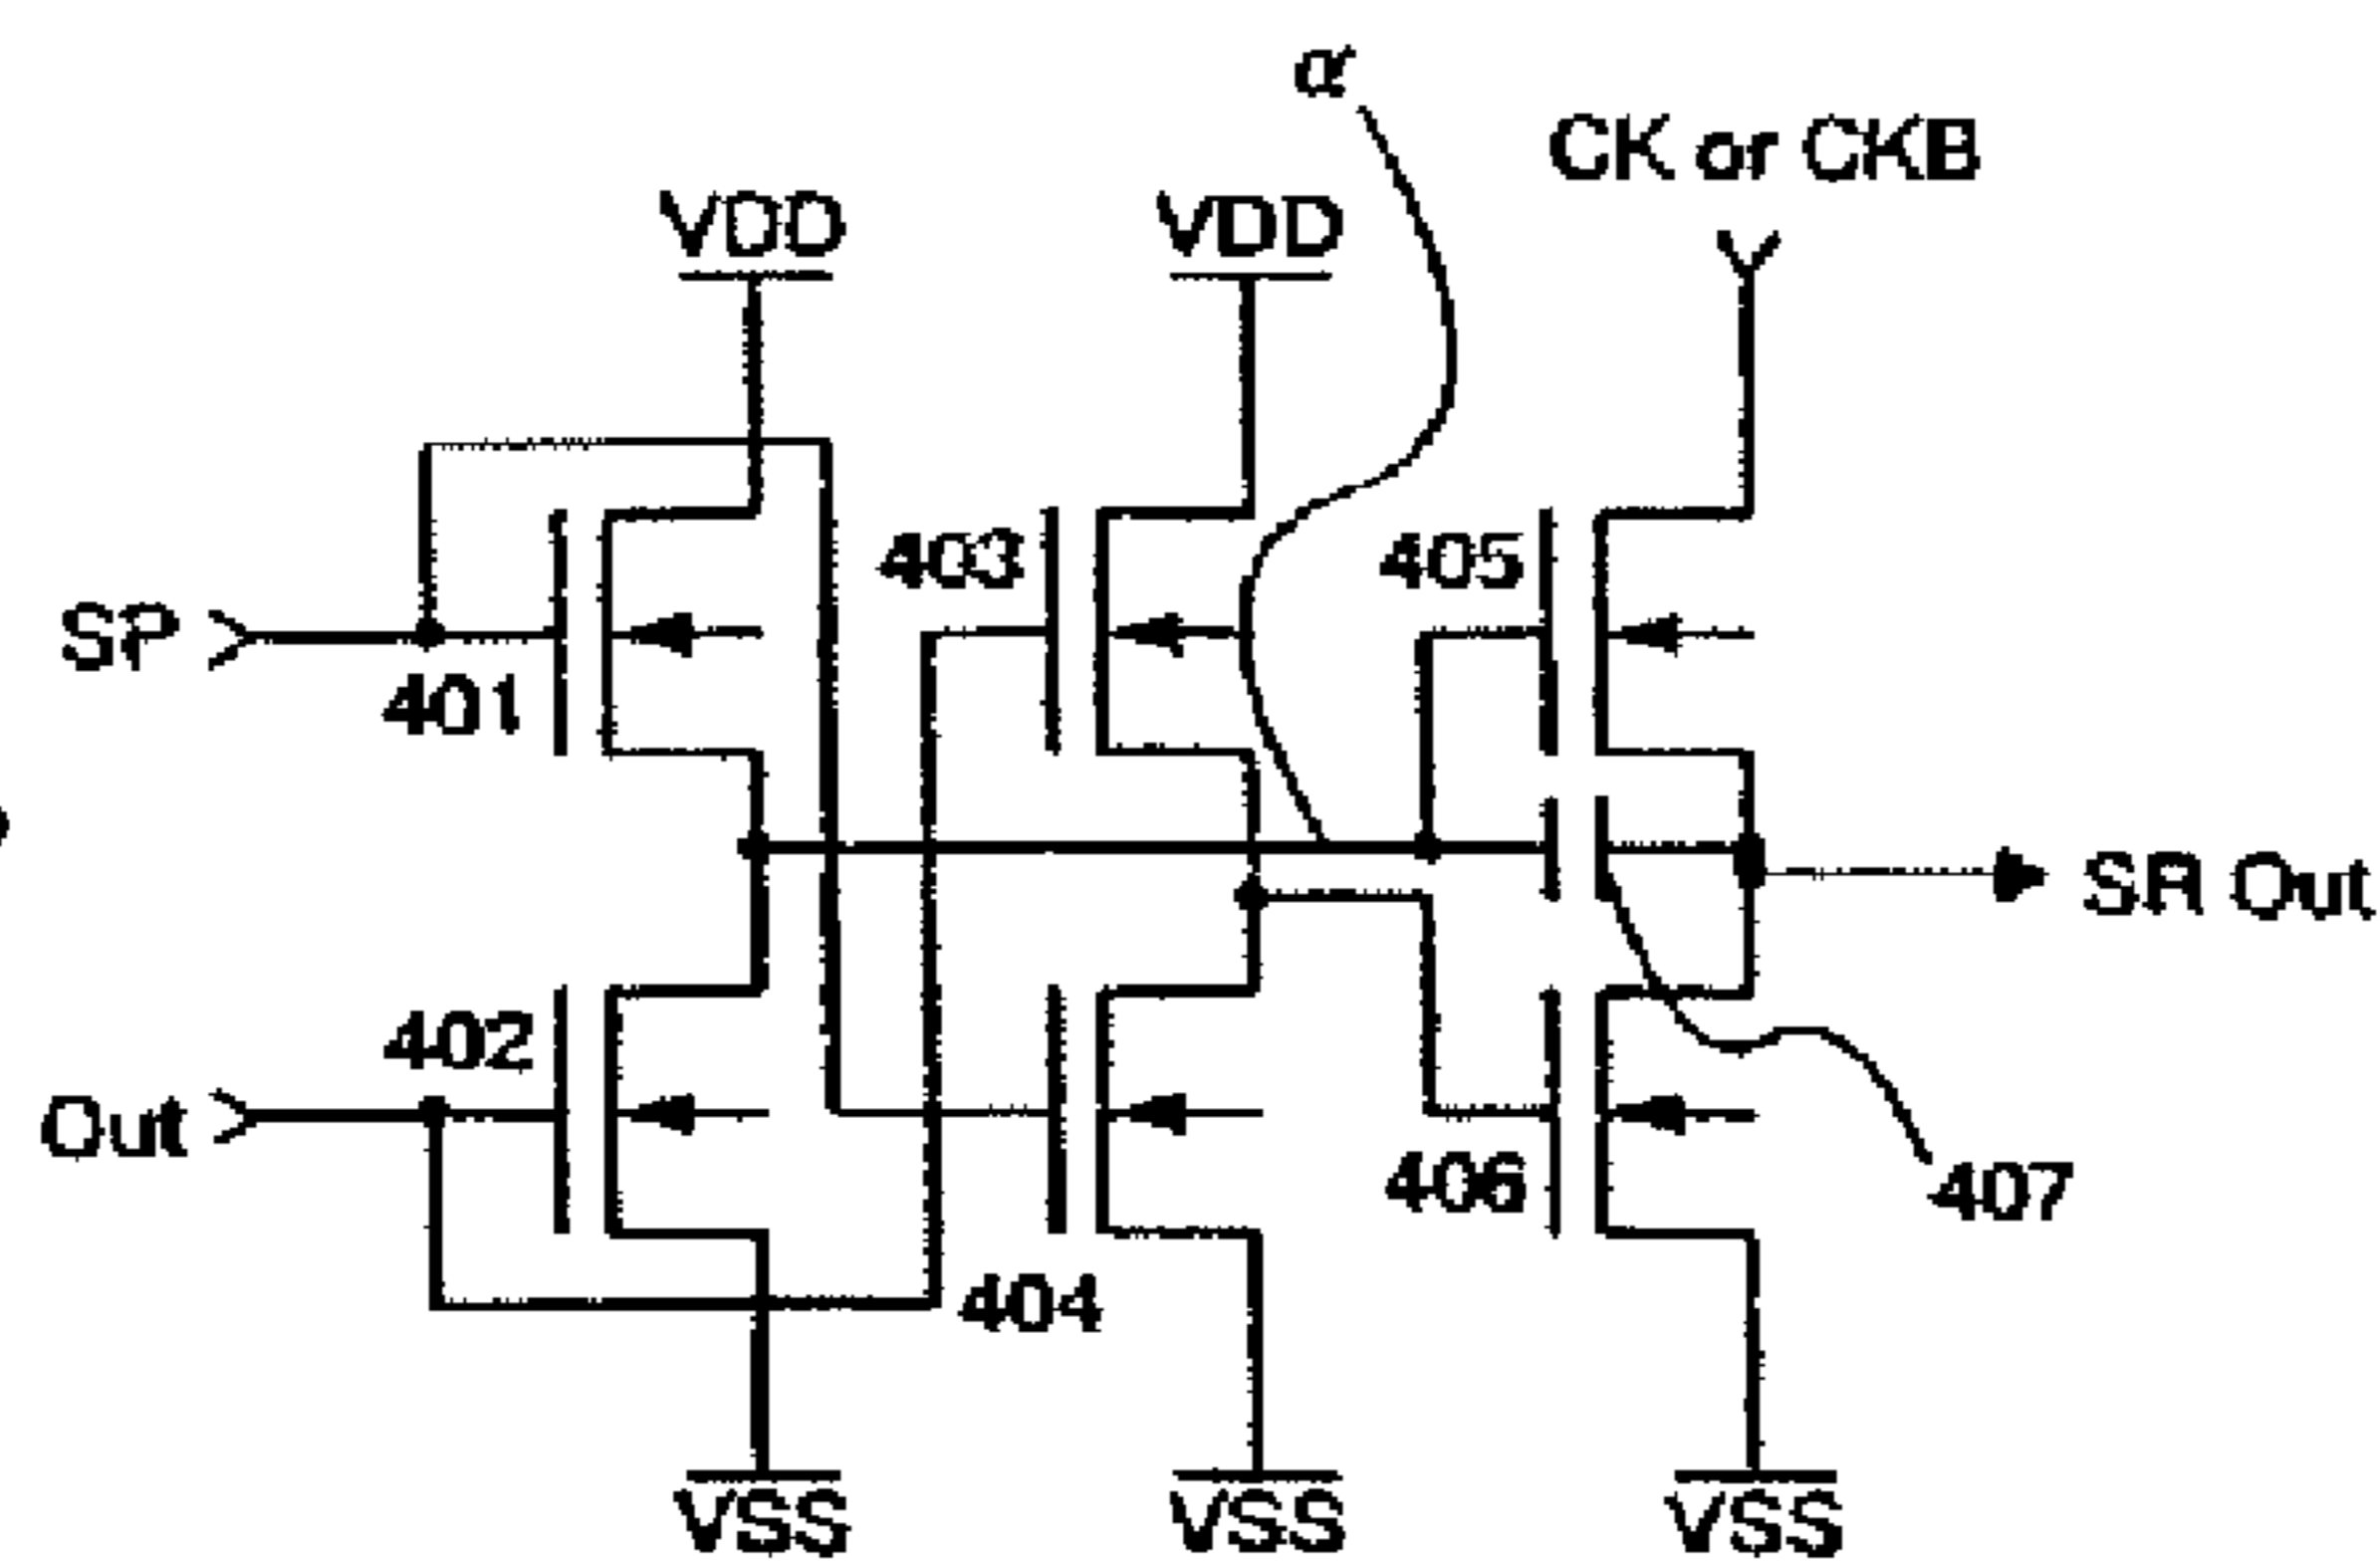 α
CK or CKB
VDD VDD
403 405
SP
401
SR Out
402
Out
406 407
404
VSS VSS VSS